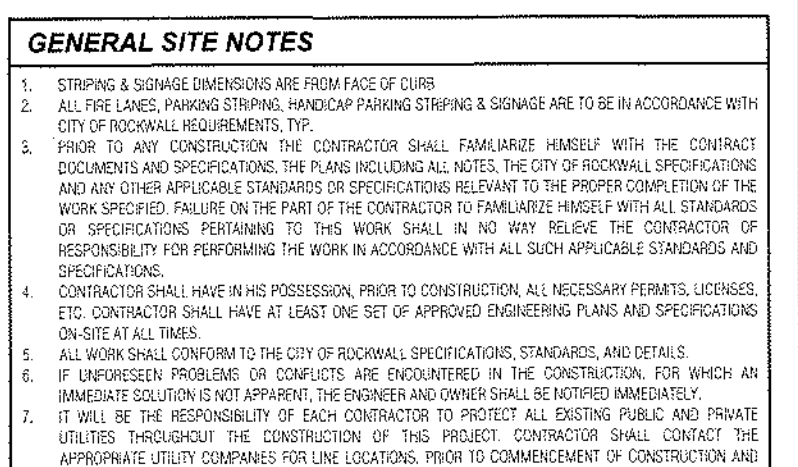 GENERAL SITE NOTES
1. STRIPING & SIGNAGE DIMENSIONS ARE FROM FACE OF CURB
2. ALL FIRE LANES, PARKING STRIPING, HANDICAP PARKING STRIPING & SIGNAGE ARE TO BE IN ACCORDANCE WITH
CITY OF ROCKWALL REQUIREMENTS, TYP.
3. PRIOR TO ANY CONSTRUCTION THE CONTRACTOR SHALL FAMILIARIZE HIMSELF WITH THE CONTRACT
DOCUMENTS AND SPECIFICATIONS, THE PLANS INCLUDING ALL NOTES, THE CITY OF ROCKWALL SPECIFICATIONS
AND ANY OTHER APPLICABLE STANDARDS OR SPECIFICATIONS RELEVANT TO THE PROPER COMPLETION OF THE
WORK SPECIFIED. FAILURE ON THE PART OF THE CONTRACTOR TO FAMILIARIZE HIMSELF WITH ALL STANDARDS
OR SPECIFICATIONS PERTAINING TO THIS WORK SHALL IN NO WAY RELIEVE THE CONTRACTOR OF
RESPONSIBILITY FOR PERFORMING THE WORK IN ACCORDANCE WITH ALL SUCH APPLICABLE STANDARDS AND
SPECIFICATIONS.
4. CONTRACTOR SHALL HAVE IN HIS POSSESSION, PRIOR TO CONSTRUCTION, ALL NECESSARY PERMITS, LICENSES,
ETC. CONTRACTOR SHALL HAVE AT LEAST ONE SET OF APPROVED ENGINEERING PLANS AND SPECIFICATIONS
ON-SITE AT ALL TIMES.
5. ALL WORK SHALL CONFORM TO THE CITY OF ROCKWALL SPECIFICATIONS, STANDARDS, AND DETAILS.
6. IF UNFORESEEN PROBLEMS OR CONFLICTS ARE ENCOUNTERED IN THE CONSTRUCTION, FOR WHICH AN
IMMEDIATE SOLUTION IS NOT APPARENT, THE ENGINEER AND OWNER SHALL BE NOTIFIED IMMEDIATELY.
7. IT WILL BE THE RESPONSIBILITY OF EACH CONTRACTOR TO PROTECT ALL EXISTING PUBLIC AND PRIVATE
UTILITIES THROUGHOUT THE CONSTRUCTION OF THIS PROJECT. CONTRACTOR SHALL CONTACT THE
APPROPRIATE UTILITY COMPANIES FOR LINE LOCATIONS, PRIOR TO COMMENCEMENT OF CONSTRUCTION AND